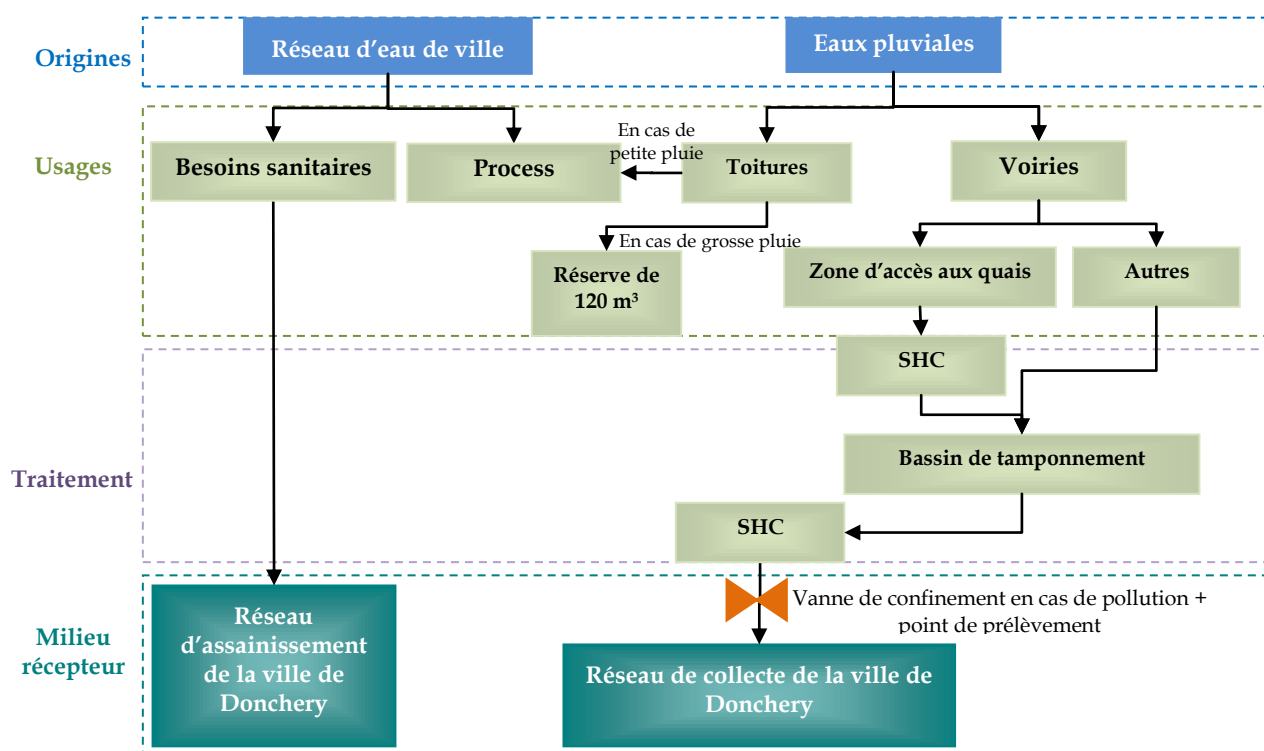 Origines
Réseau d'eau de ville
Eaux pluviales
Usages
Besoins sanitaires
Process
En cas de
petite pluie
Toitures
Voiries
En cas de grosse pluie
Réserve de
120 m³
Zone d'accès aux quais
Autres
Traitement
SHC
Bassin de tamponnement
SHC
Milieu
récepteur
Réseau
d'assainissement
de la ville de
Donchery
Vanne de confinement en cas de pollution +
point de prélèvement
Réseau de collecte de la ville de
Donchery